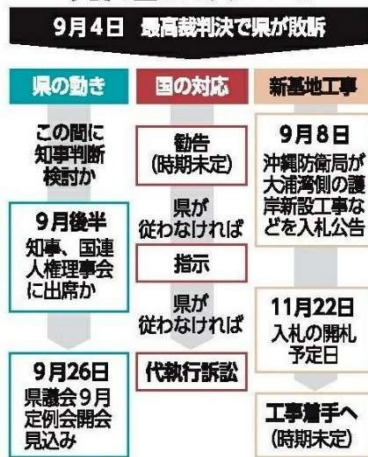 9月4日 最高裁判決で県が敗訴
県の動き
この間に
知事判断
検討か
9月後半
知事、国連
人権理事会
に出席か
9月26日
県議会9月
定例会開会
見込み
国の対応
勧告
(時期未定)
県が
従わなければ
指示
県が
従わなければ
代執行訴訟
新基地工事
9月8日
沖縄防衛局が
大浦湾側の護
岸新設工事な
どを入札公告
11月22日
入札の開札
予定日
工事着手へ
(時期未定)